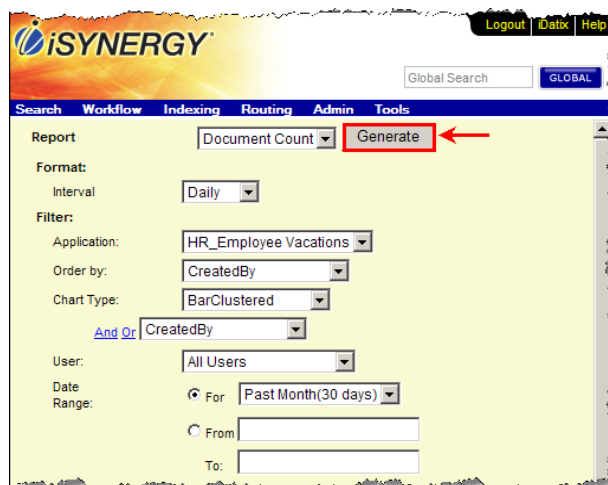 Logout iDatix Help
iSYNERGY
Global Search GLOBAL
Search Workflow Indexing Routing Admin Tools
Report Document Count Generate
Format:
Interval Daily
Filter:
Application: HR_Employee Vacations
Order by: CreatedBy
Chart Type: BarClustered
And Or CreatedBy
User: All Users
Date
Range: For Past Month(30 days)
From
To: